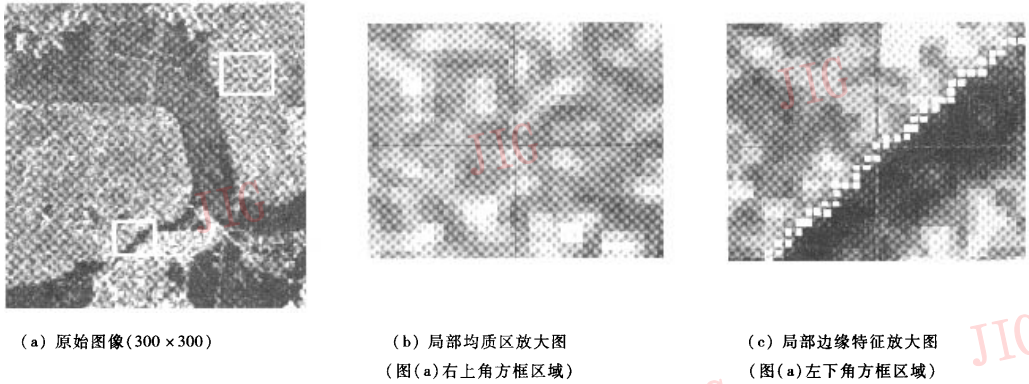 JIG
JIG
JIG
(a) 原始图像(300×300)
(b) 局部均质区放大图
(图(a)右上角方框区域)
(c) 局部边缘特征放大图
(图(a)左下角方框区域)
JIG